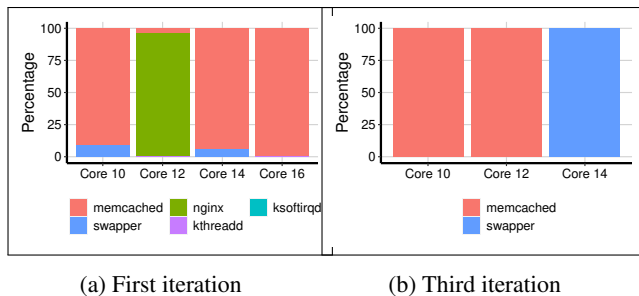 100
75
50
25
0
Percentage
Core 10 Core 12 Core 14 Core 16
memcached nginx ksoftirqd
swapper kthreadd
(a) First iteration
100
75
50
25
0
Percentage
Core 10 Core 12 Core 14
memcached
swapper
(b) Third iteration